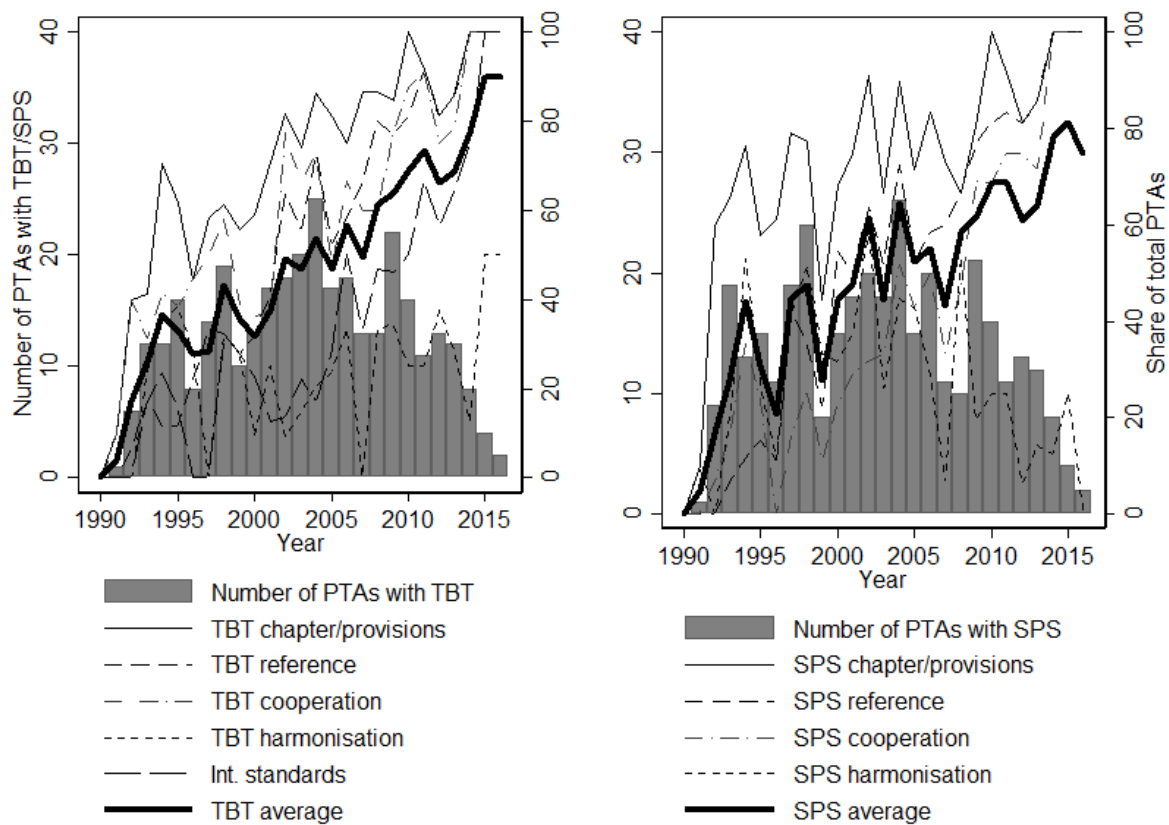 Number of PTAs with TBT/SPS
40
30
20
10
0
100
80
60
40
20
0
1990 1995 2000 2005 2010 2015
Year
Number of PTAs with TBT
TBT chapter/provisions
TBT reference
TBT cooperation
TBT harmonisation
Int. standards
TBT average
40
30
20
10
0
100
80
60
40
20
0
Share of total PTAs
1990 1995 2000 2005 2010 2015
Year
Number of PTAs with SPS
SPS chapter/provisions
SPS reference
SPS cooperation
SPS harmonisation
SPS average